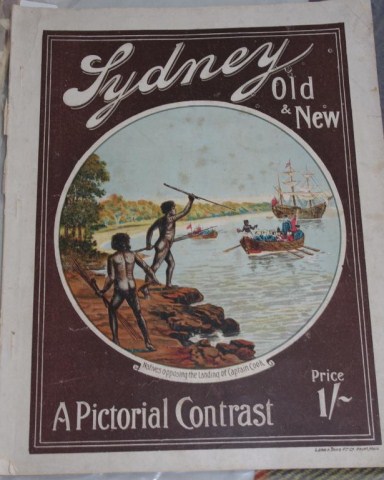 Sydney
Old
& New
Natives opposing the Landing of Captain Cook.
Price
1/-
A Pictorial Contrast